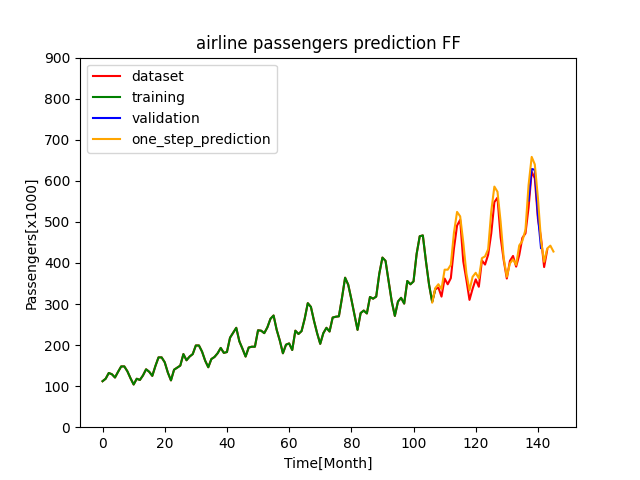 airline passengers prediction FF
900
800
700
600
500
400
300
200
100
0
Passengers[x1000]
dataset
training
validation
one_step_prediction
0 20 40 60 80 100 120 140
Time[Month]